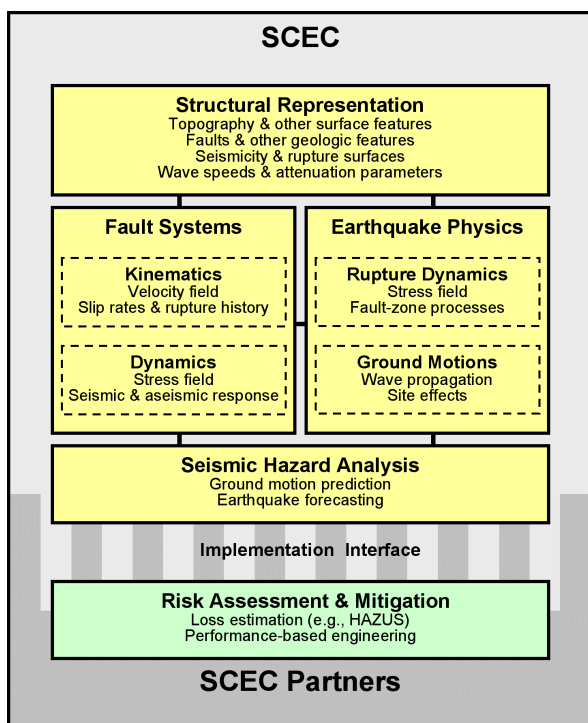 SCEC
Structural Representation
Topography & other surface features
Faults & other geologic features
Seismicity & rupture surfaces
Wave speeds & attenuation parameters
Fault Systems
Kinematics
Velocity field
Slip rates & rupture history
Dynamics
Stress field
Seismic & aseismic response
Earthquake Physics
Rupture Dynamics
Stress field
Fault-zone processes
Ground Motions
Wave propagation
Site effects
Seismic Hazard Analysis
Ground motion prediction
Earthquake forecasting
Implementation Interface
Risk Assessment & Mitigation
Loss estimation (e.g., HAZUS)
Performance-based engineering
SCEC Partners